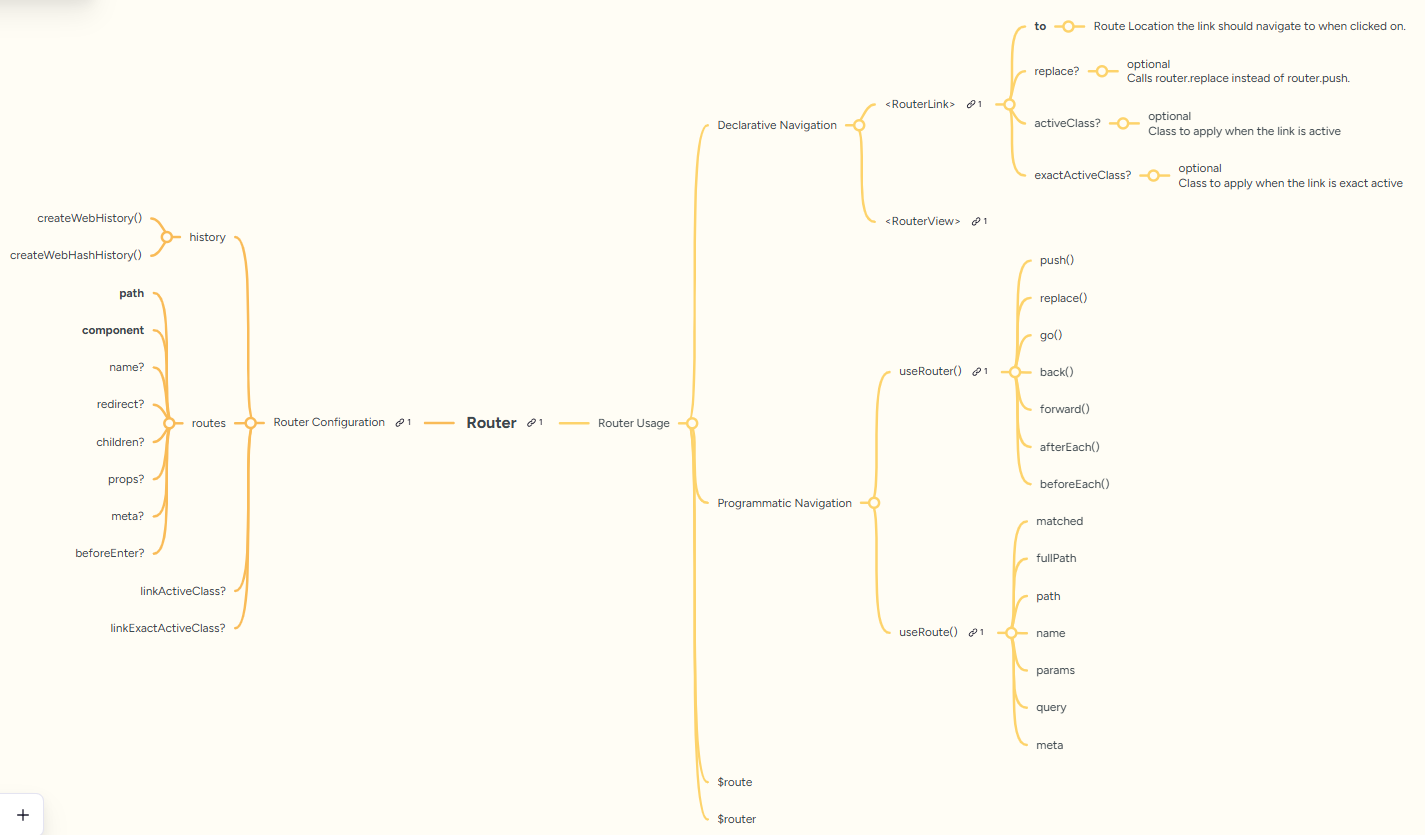 Router 1
Router Configuration 1
history
createWebHistory()
createWebHashHistory()
routes
path
component
name?
redirect?
children?
props?
meta?
beforeEnter?
linkActiveClass?
linkExactActiveClass?
Router Usage
Declarative Navigation
<RouterLink> 1
to
Route Location the link should navigate to when clicked on.
replace?
optional
Calls router.replace instead of router.push.
activeClass?
optional
Class to apply when the link is active
exactActiveClass?
optional
Class to apply when the link is exact active
<RouterView> 1
Programmatic Navigation
useRouter() 1
push()
replace()
go()
back()
forward()
afterEach()
beforeEach()
useRoute() 1
matched
fullPath
path
name
params
query
meta
$route
$router
+